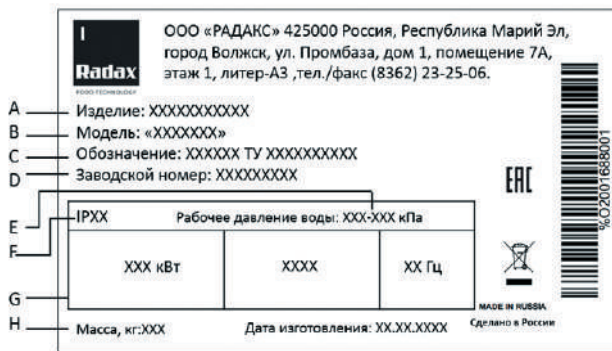 I
Radax
FOOD TECHNOLOGY
ООО «РАДАКС» 425000 Россия, Республика Марий Эл,
город Волжск, ул. Промбаза, дом 1, помещение 7А,
этаж 1, литер-А3 ,тел./факс (8362) 23-25-06.
A
Изделие: XXXXXXXXXXX
B
Модель: «XXXXXXX»
C
Обозначение: XXXXXX ТУ XXXXXXXXXX
D
Заводской номер: XXXXXXXXX
EAC
%O2001688001
E
IPXX
Рабочее давление воды: XXX-XXX кПа
F
XXX кВт
XXXX
XX Гц
G
MADE IN RUSSIA
Сделано в России
H
Масса, кг:XXX
Дата изготовления: XX.XX.XXXX